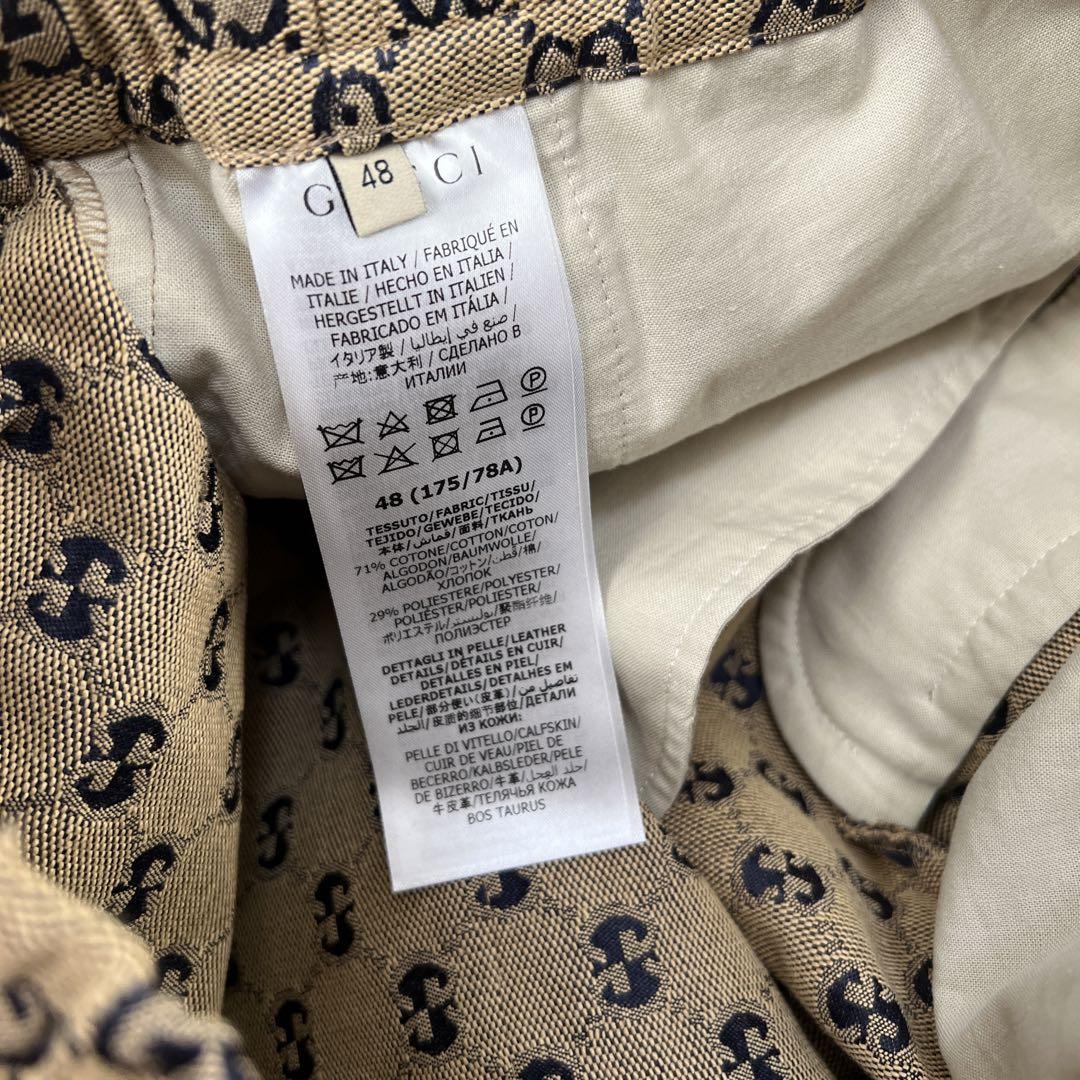 GUCCI
48
MADE IN ITALY / FABRIQUÉ EN
ITALIE / HECHO EN ITALIA /
HERGESTELLT IN ITALIEN /
FABRICADO EM ITÁLIA /
イタリア製 / صنع في إيطاليا /
产地:意大利 / СДЕЛАНО В
ИТАЛИИ
P
P
48 (175/78A)
TESSUTO/FABRIC/TISSU/
TEJIDO/GEWEBE/TECIDO/
本体/قماش/面料/ТКАНЬ
71% COTONE/COTTON/COTON/
ALGODON/BAUMWOLLE/
ALGODÃO/コットン/قطن/棉/
ХЛОПОК
29% POLIESTERE/POLYESTER/
POLIÉSTER/POLIESTER/
ポリエステル/بوليستر/聚酯纤维/
ПОЛИЭСТЕР
DETTAGLI IN PELLE/LEATHER
DETAILS/DÉTAILS EN CUIR/
DETALLES EN PIEL/
LEDERDETAILS/DETALHES EM
PELE/部分使い(皮革)/تفاصيل من
الجلد/皮质的细节部位/ДЕТАЛИ
ИЗ КОЖИ:
PELLE DI VITELLO/CALFSKIN/
CUIR DE VEAU/PIEL DE
BECERRO/KALBSLEDER/PELE
DE BIZERRO/牛革/جلد العجل/
牛皮革/ТЕЛЯЧЬЯ КОЖА
BOS TAURUS